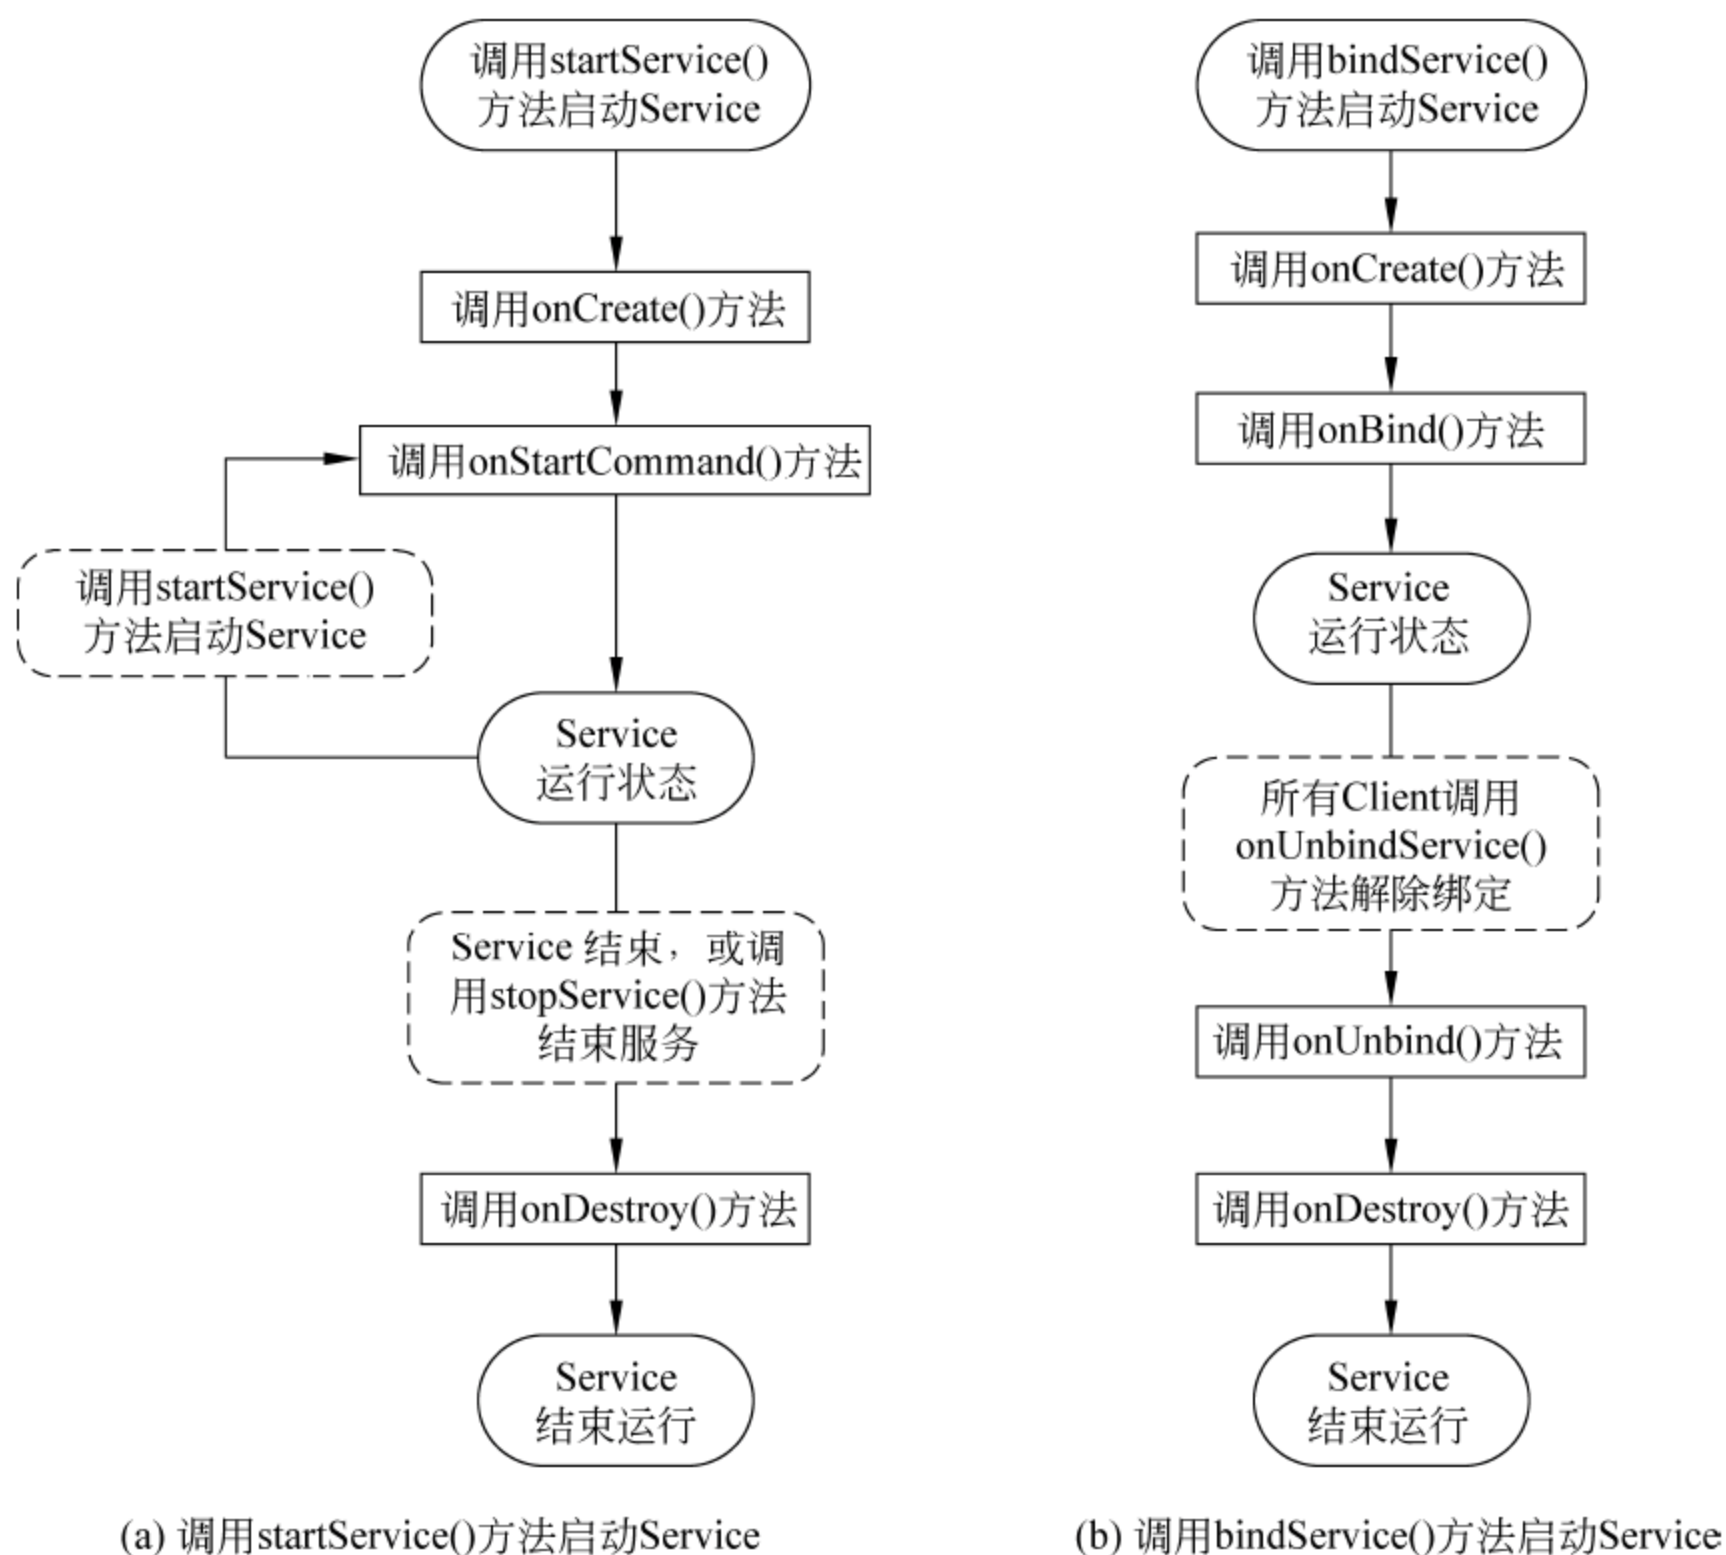 调用startService()
方法启动Service
调用onCreate()方法
调用onStartCommand()方法
调用startService()
方法启动Service
Service
运行状态
Service 结束，或调
用stopService()方法
结束服务
调用onDestroy()方法
Service
结束运行
(a) 调用startService()方法启动Service
调用bindService()
方法启动Service
调用onCreate()方法
调用onBind()方法
Service
运行状态
所有Client调用
onUnbindService()
方法解除绑定
调用onUnbind()方法
调用onDestroy()方法
Service
结束运行
(b) 调用bindService()方法启动Service